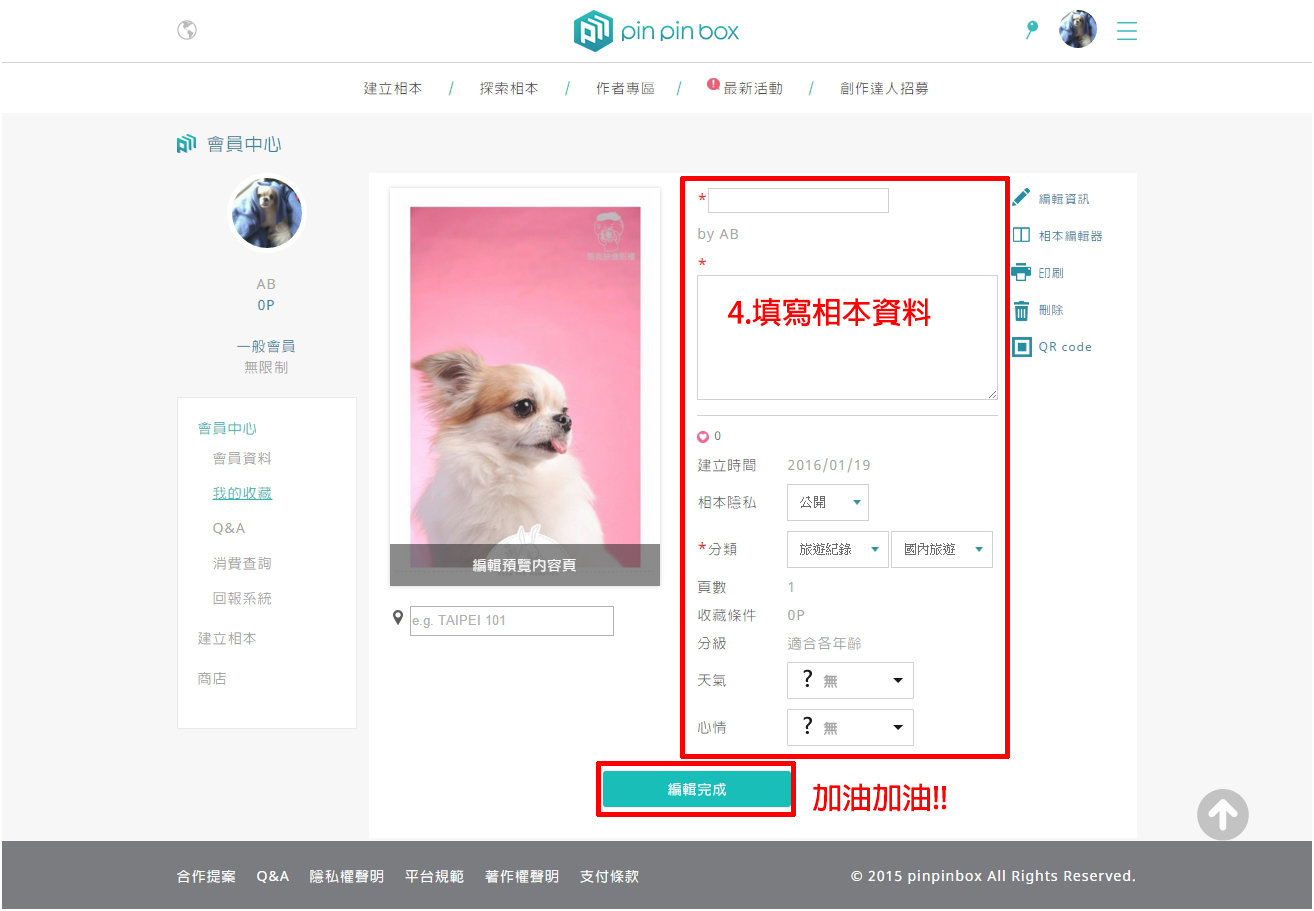 pin pin box
建立相本 / 探索相本 / 作者專區 / ! 最新活動 / 創作達人招募
會員中心
AB
0P
一般會員
無限制
會員中心
會員資料
我的收藏
Q&A
消費查詢
回報系統
建立相本
商店
編輯預覽內容頁
e.g. TAIPEI 101
*
by AB
*
4.填寫相本資料
0
建立時間 2016/01/19
相本隱私 公開
*分類 旅遊紀錄 國內旅遊
頁數 1
收藏條件 0P
分級 適合各年齡
天氣 ? 無
心情 ? 無
編輯資訊
相本編輯器
印刷
刪除
QR code
編輯完成
加油加油!!
合作提案 Q&A 隱私權聲明 平台規範 著作權聲明 支付條款
© 2015 pinpinbox All Rights Reserved.